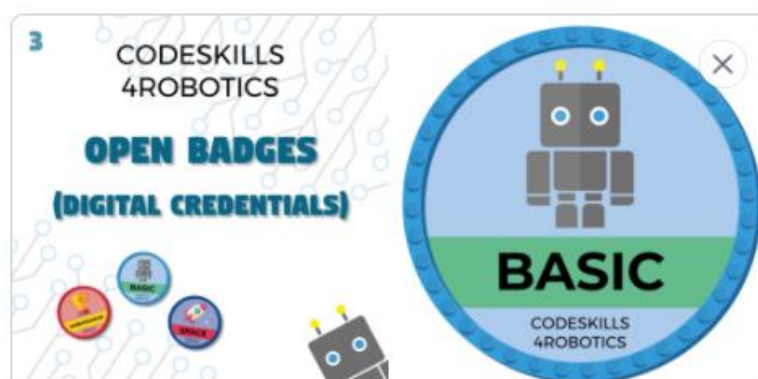 3
CODESKILLS
4ROBOTICS
OPEN BADGES
(DIGITAL CREDENTIALS)
BASIC
SPACE
BASIC
CODESKILLS
4ROBOTICS